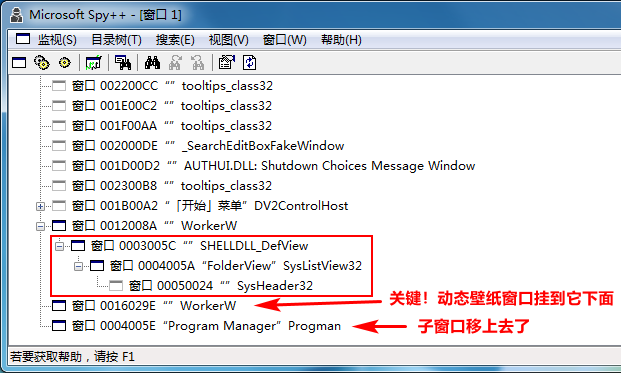 Microsoft Spy++ - [窗口 1]
监视(S) 目录树(T) 搜索(E) 视图(V) 窗口(W) 帮助(H)
窗口 002200CC “” tooltips_class32
窗口 001E00C2 “” tooltips_class32
窗口 001F00AA “” tooltips_class32
窗口 002000DE “” _SearchEditBoxFakeWindow
窗口 001D00D2 “” AUTHUI.DLL: Shutdown Choices Message Window
窗口 002300B8 “” tooltips_class32
窗口 001B00A2 “「开始」菜单” DV2ControlHost
窗口 0012008A “” WorkerW
窗口 0003005C “” SHELLDLL_DefView
窗口 0004005A “FolderView” SysListView32
窗口 00050024 “” SysHeader32
窗口 0016029E “” WorkerW 关键！动态壁纸窗口挂到它下面
窗口 0004005E “Program Manager” Progman 子窗口移上去了
若要获取帮助，请按 F1